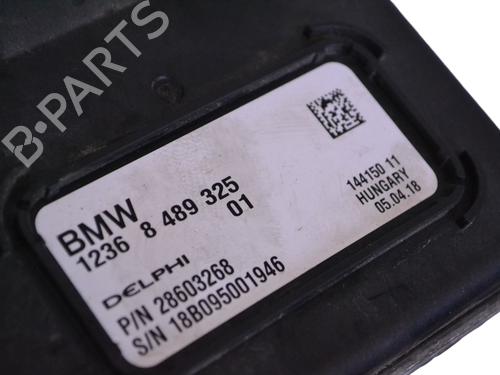 B-PARTS
BMW
1236 8 489 325
01
DELPHI
P/N 28603268
S/N 18B095001946
144150 11
HUNGARY
05.04.18